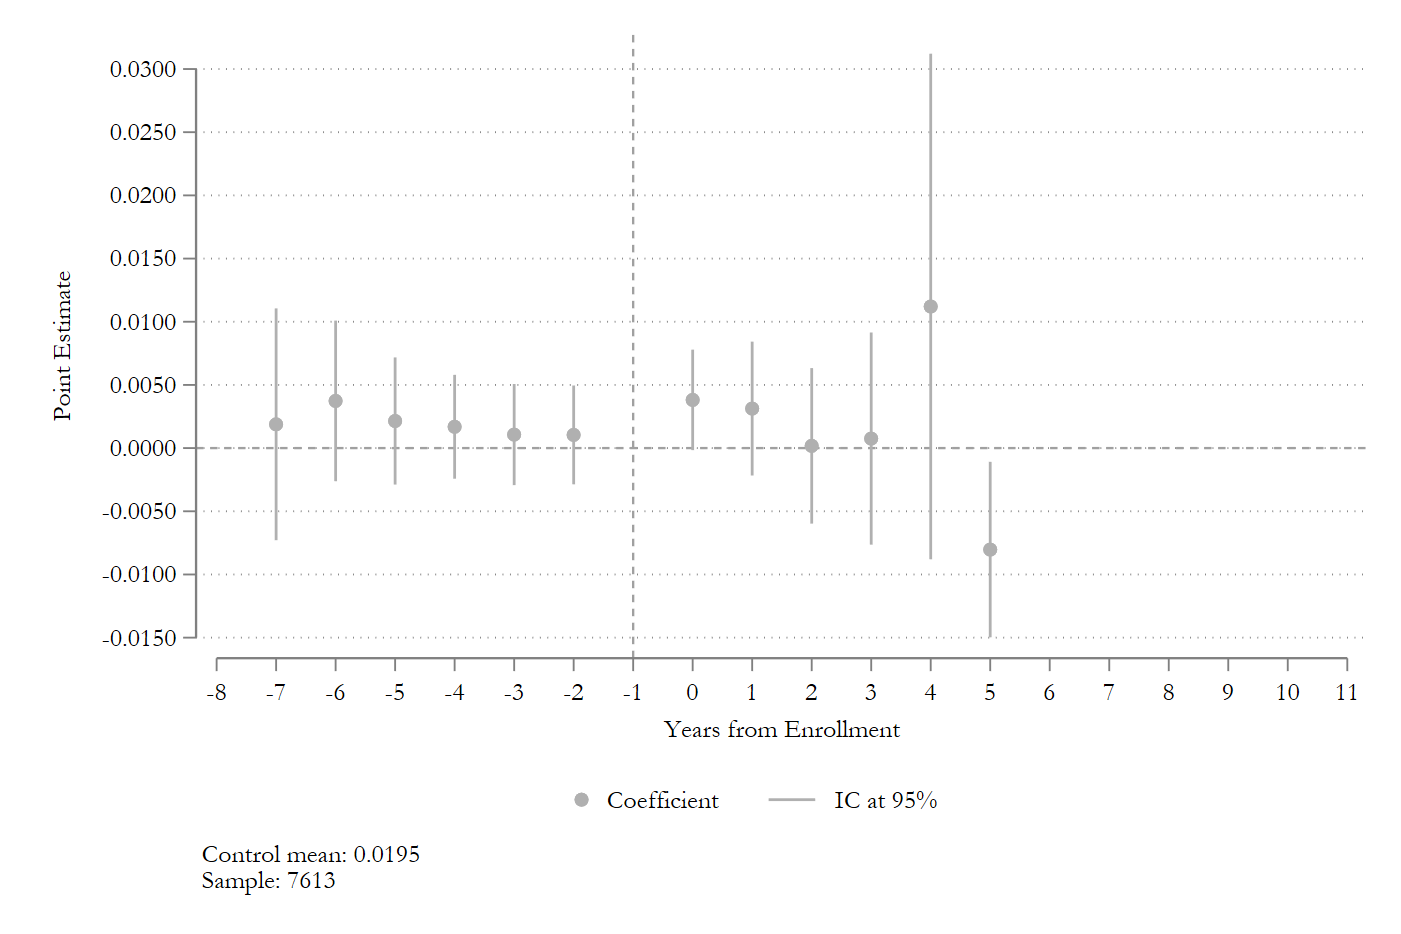 0.0300
0.0250
0.0200
0.0150
0.0100
0.0050
0.0000
-0.0050
-0.0100
-0.0150
Point Estimate
-8 -7 -6 -5 -4 -3 -2 -1 0 1 2 3 4 5 6 7 8 9 10 11
Years from Enrollment
Coefficient IC at 95%
Control mean: 0.0195
Sample: 7613